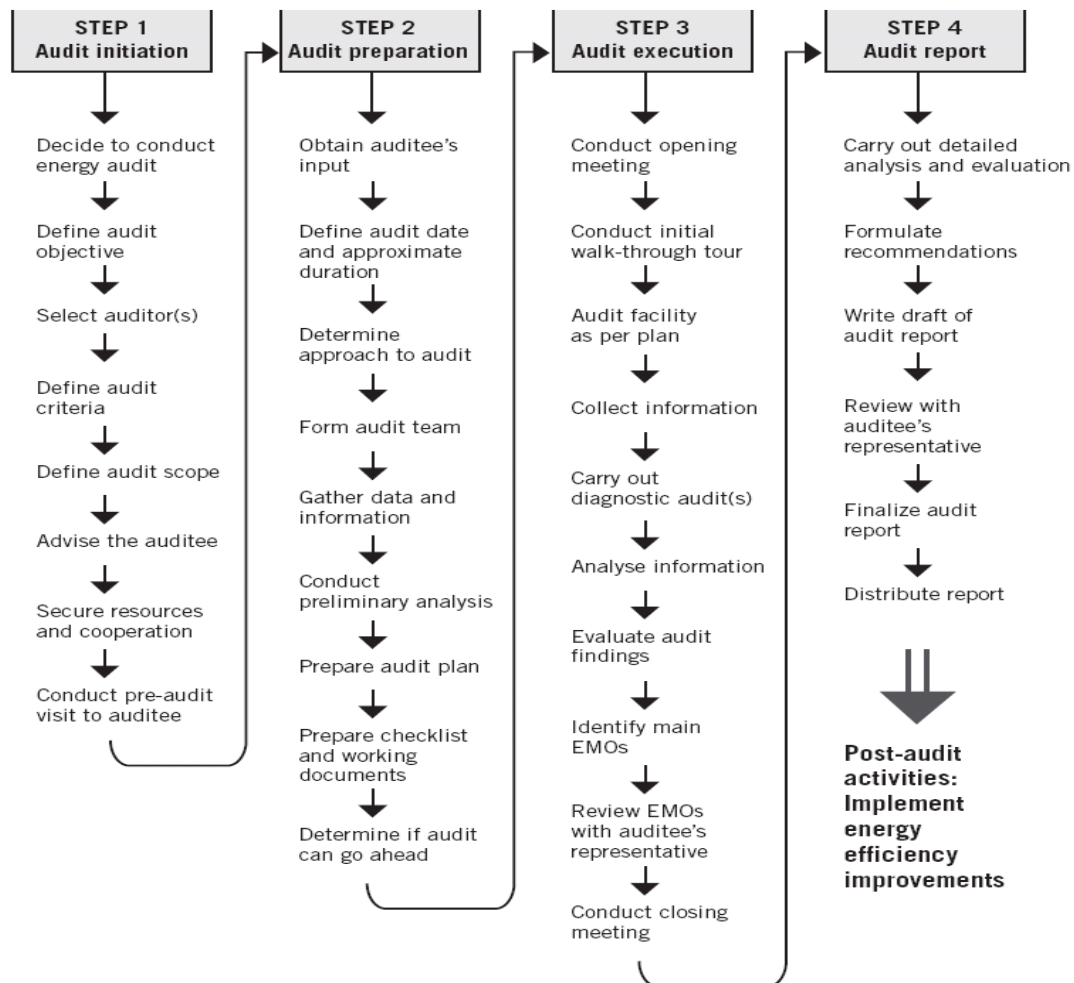 STEP 1
Audit initiation
Decide to conduct
energy audit
Define audit
objective
Select auditor(s)
Define audit
criteria
Define audit scope
Advise the auditee
Secure resources
and cooperation
Conduct pre-audit
visit to auditee
STEP 2
Audit preparation
Obtain auditee's
input
Define audit date
and approximate
duration
Determine
approach to audit
Form audit team
Gather data and
information
Conduct
preliminary analysis
Prepare audit plan
Prepare checklist
and working
documents
Determine if audit
can go ahead
STEP 3
Audit execution
Conduct opening
meeting
Conduct initial
walk-through tour
Audit facility
as per plan
Collect information
Carry out
diagnostic audit(s)
Analyse information
Evaluate audit
findings
Identify main
EMOs
Review EMOs
with auditee's
representative
Conduct closing
meeting
STEP 4
Audit report
Carry out detailed
analysis and evaluation
Formulate
recommendations
Write draft of
audit report
Review with
auditee's
representative
Finalize audit
report
Distribute report
Post-audit
activities:
Implement
energy
efficiency
improvements